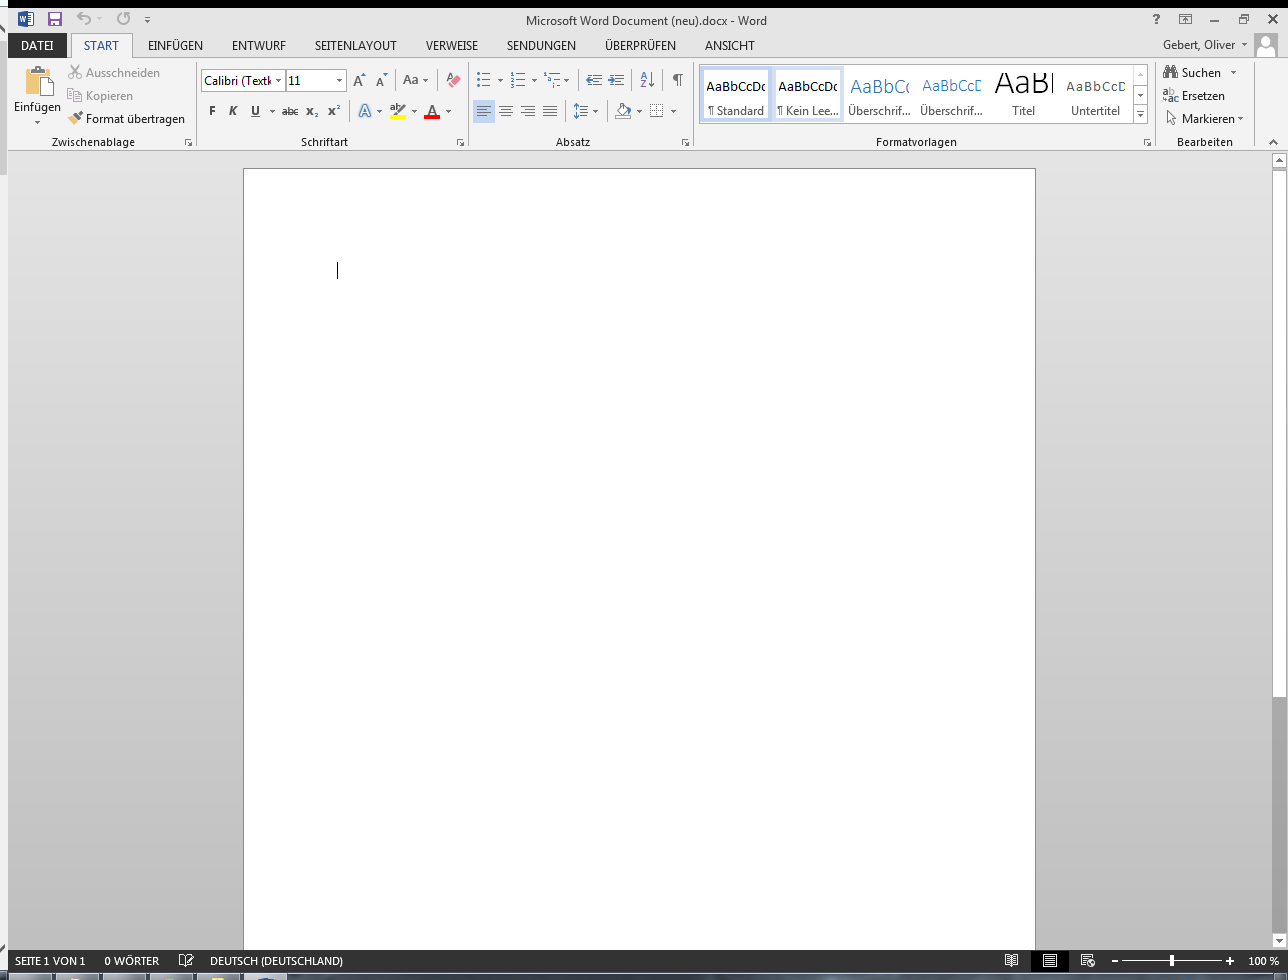 Microsoft Word Document (neu).docx - Word
?
DATEI START EINFÜGEN ENTWURF SEITENLAYOUT VERWEISE SENDUNGEN ÜBERPRÜFEN ANSICHT Gebert, Oliver
Einfügen
Ausschneiden
Kopieren
Format übertragen
Zwischenablage
Calibri (Textk 11 A A Aa
F K U abc x₂ x² A ab A
Schriftart
A Z
Absatz
AaBbCcDc AaBbCcDc AaBbCc AaBbCcD AaBl AaBbCcD
¶ Standard ¶ Kein Lee... Überschrif... Überschrif... Titel Untertitel
Formatvorlagen
Suchen
Ersetzen
Markieren
Bearbeiten
SEITE 1 VON 1 0 WÖRTER DEUTSCH (DEUTSCHLAND) 100 %